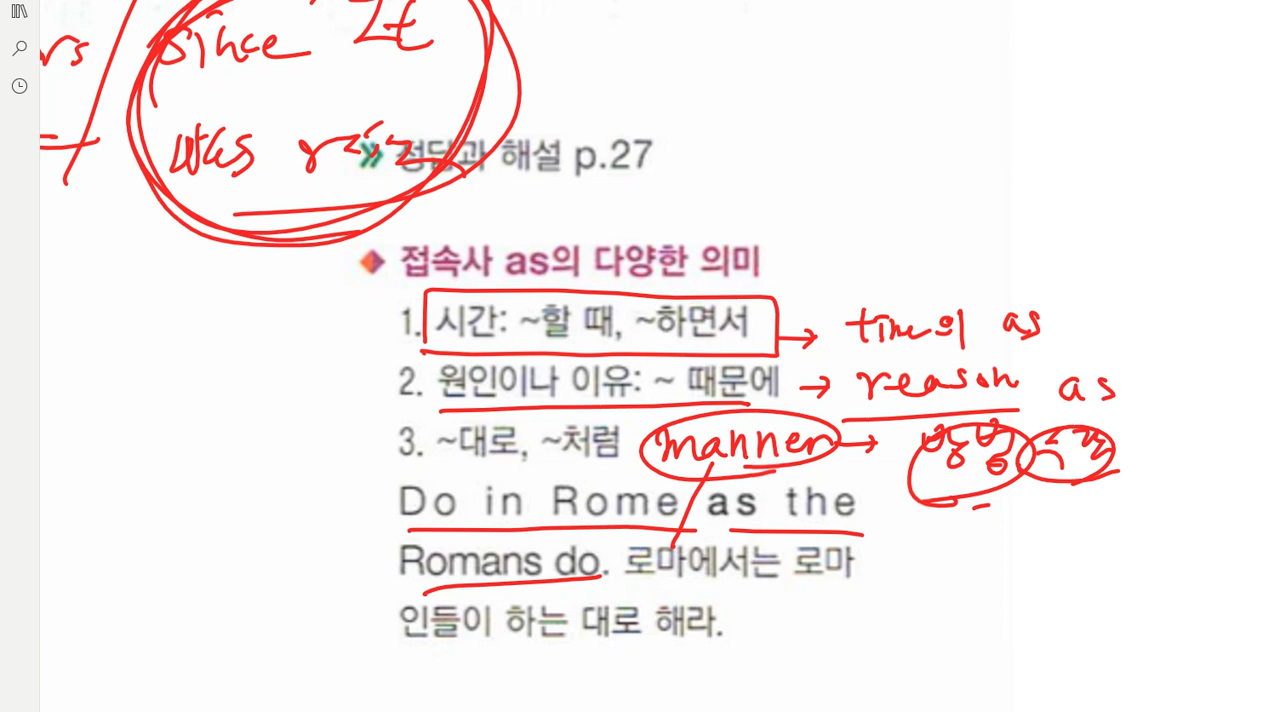 since It
was
정답과 해설 p.27
접속사 as의 다양한 의미
1. 시간: ~할 때, ~하면서 → time의 as
2. 원인이나 이유: ~ 때문에 → reason as
3. ~대로, ~처럼 manner → 방법
Do in Rome as the
Romans do. 로마에서는 로마
인들이 하는 대로 해라.